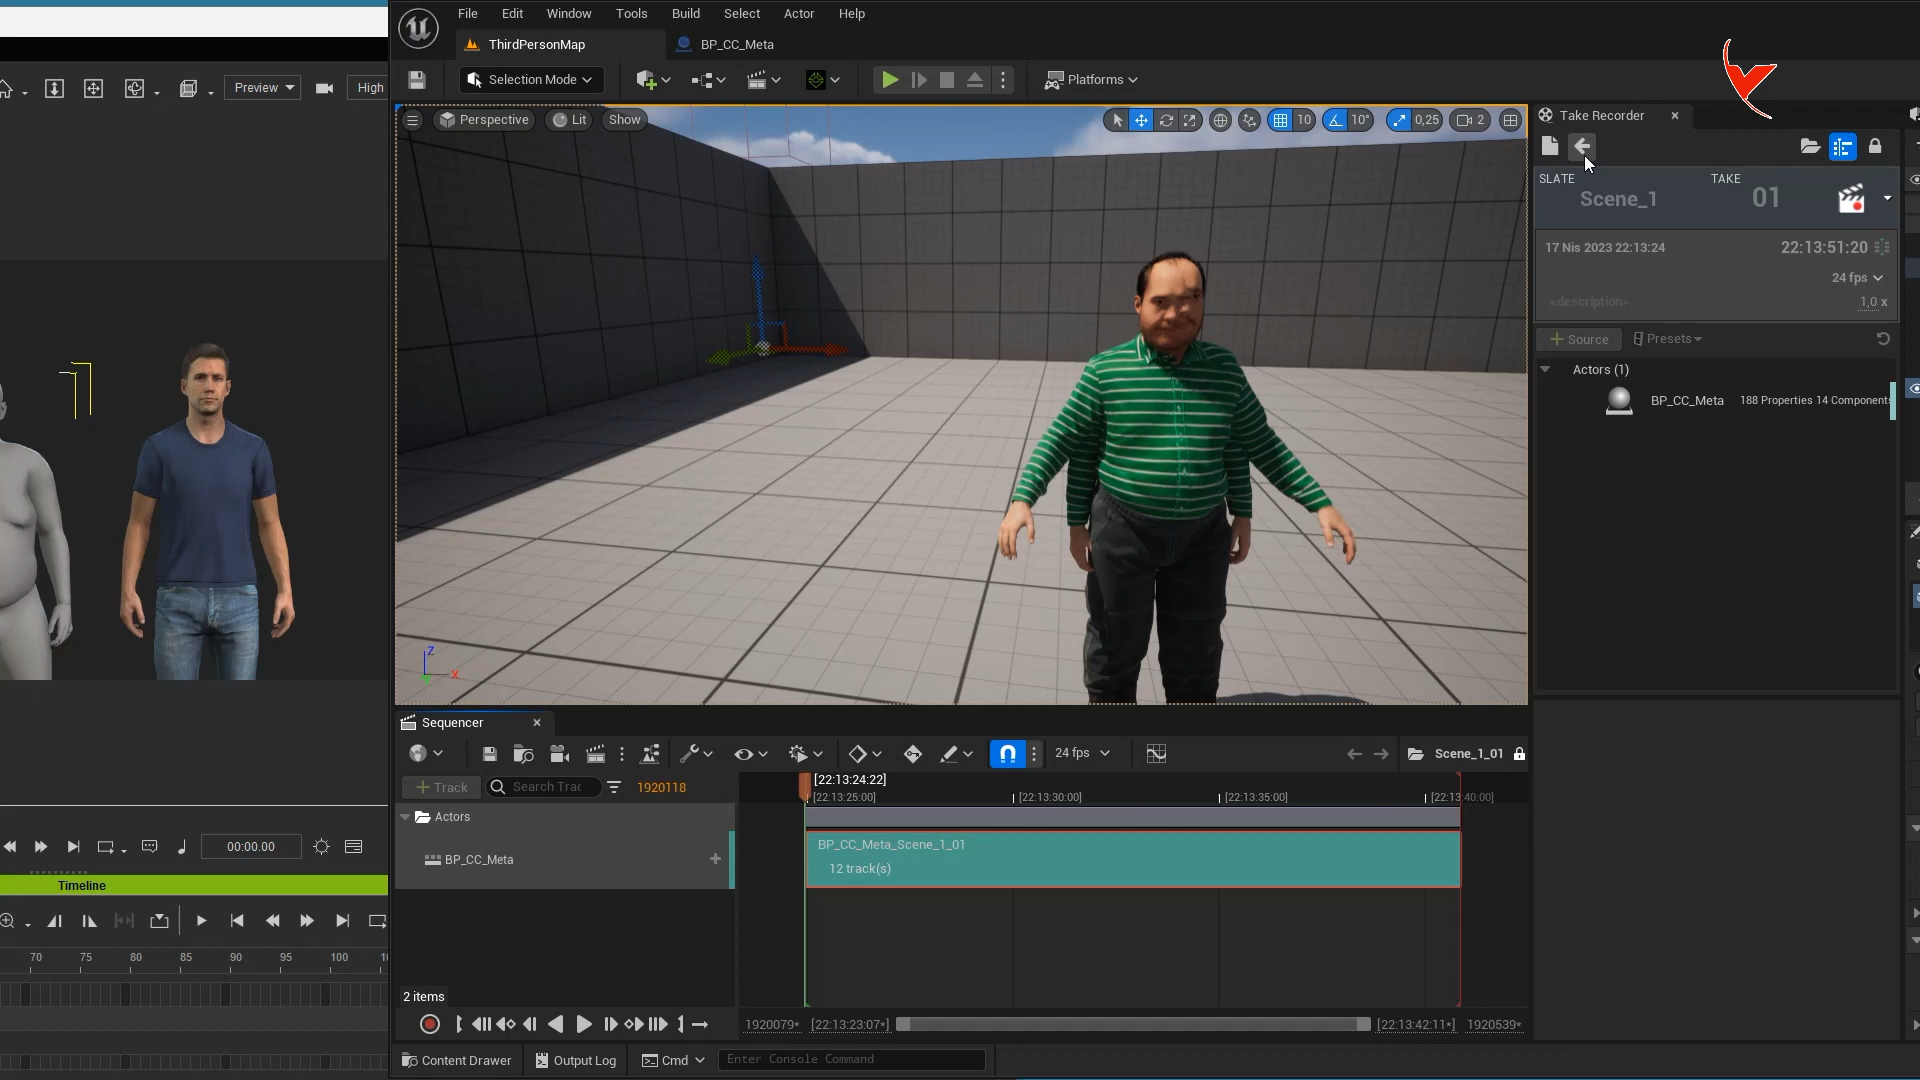 File Edit Window Tools Build Select Actor Help
ThirdPersonMap
BP_CC_Meta
Selection Mode
Platforms
Preview
High
Perspective
Lit
Show
10
10°
0,25
2
Take Recorder
SLATE
Scene_1
TAKE
01
17 Nis 2023 22:13:24
22:13:51:20
24 fps
<description>
1,0 x
+ Source
Presets
Actors (1)
BP_CC_Meta
188 Properties 14 Component
Z
X
Sequencer
24 fps
Scene_1_01
+ Track
Search Trac
1920118
[22:13:24:22]
[22:13:25:00]
[22:13:30:00]
[22:13:35:00]
[22:13:40:00]
Actors
BP_CC_Meta
BP_CC_Meta_Scene_1_01
12 track(s)
00:00.00
Timeline
70 75 80 85 90 95 100
2 items
1920079*
[22:13:23:07*]
[22:13:42:11*]
1920539*
Content Drawer
Output Log
Cmd
Enter Console Command